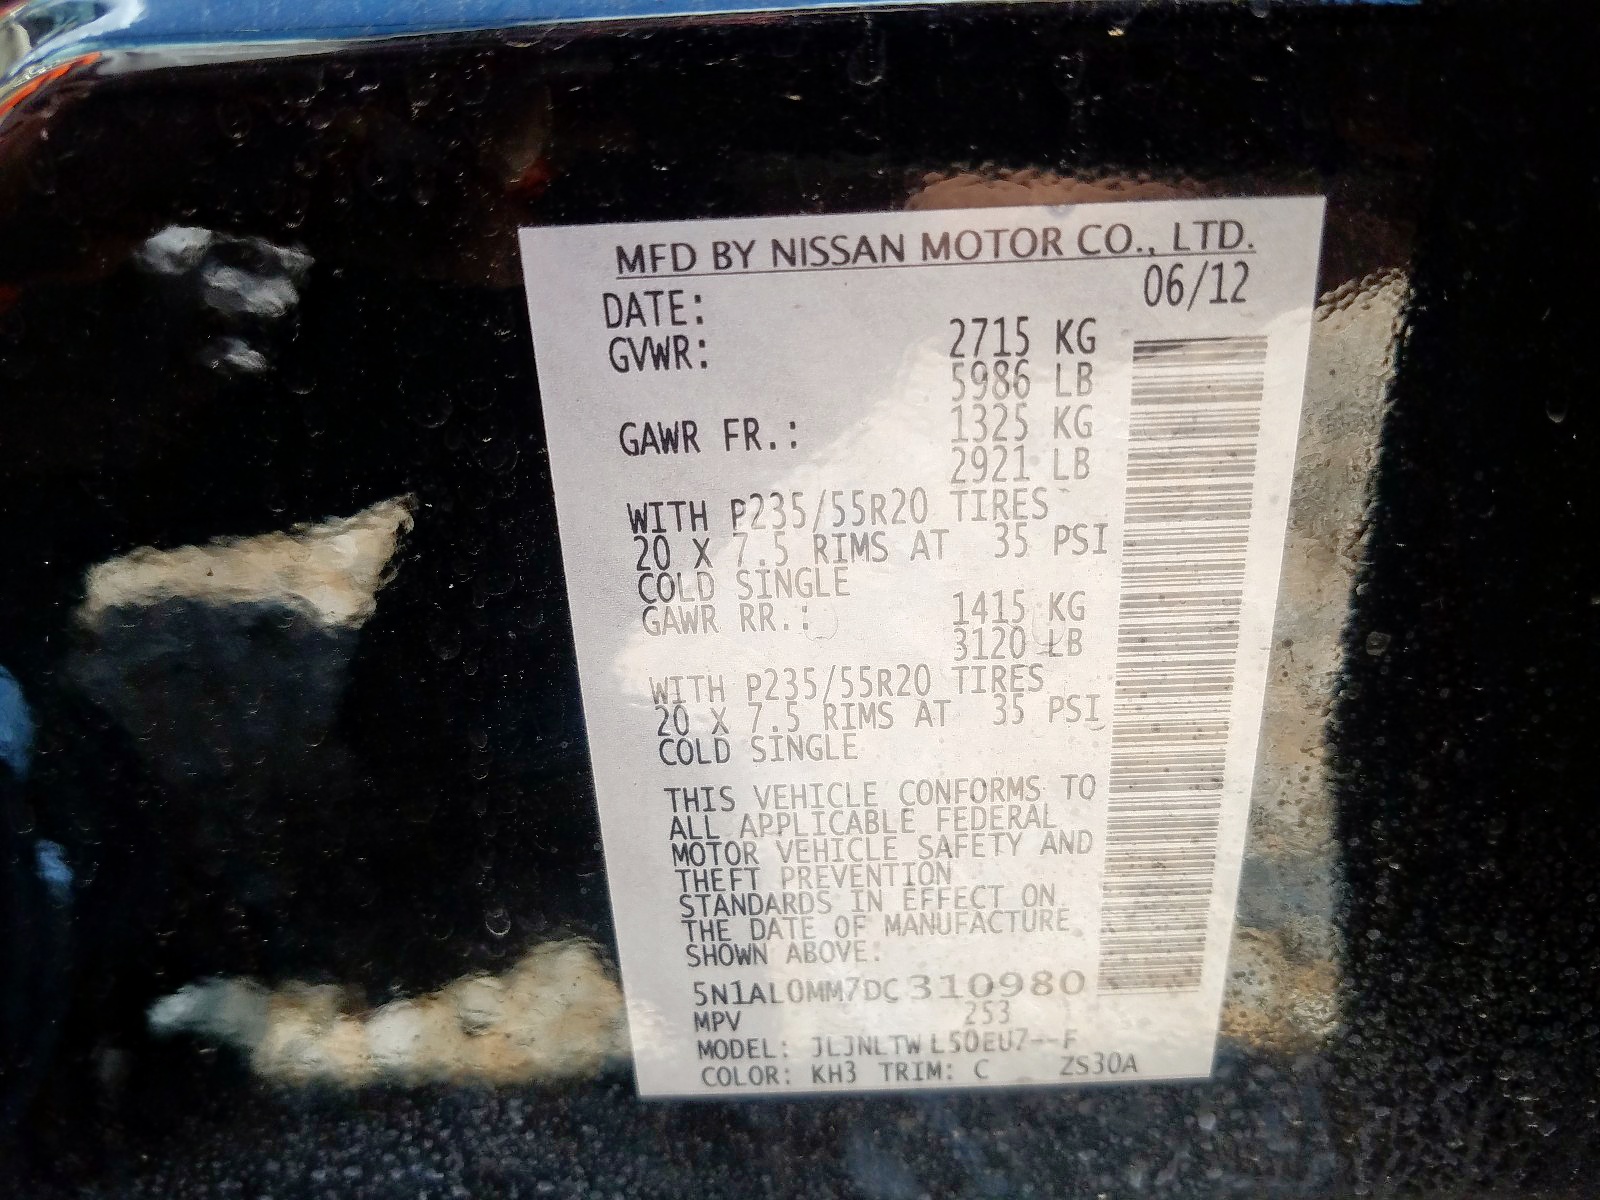 MFD BY NISSAN MOTOR CO., LTD.
DATE: 06/12
GVWR: 2715 KG
5986 LB
GAWR FR.: 1325 KG
2921 LB
WITH P235/55R20 TIRES
20 X 7.5 RIMS AT 35 PSI
COLD SINGLE
GAWR RR.: 1415 KG
3120 LB
WITH P235/55R20 TIRES
20 X 7.5 RIMS AT 35 PSI
COLD SINGLE
THIS VEHICLE CONFORMS TO
ALL APPLICABLE FEDERAL
MOTOR VEHICLE SAFETY AND
THEFT PREVENTION
STANDARDS IN EFFECT ON
THE DATE OF MANUFACTURE
SHOWN ABOVE:
5N1AL0MM7DC310980
MPV 253
MODEL: JLJNLTWL50EU7--F
COLOR: KH3 TRIM: C ZS30A